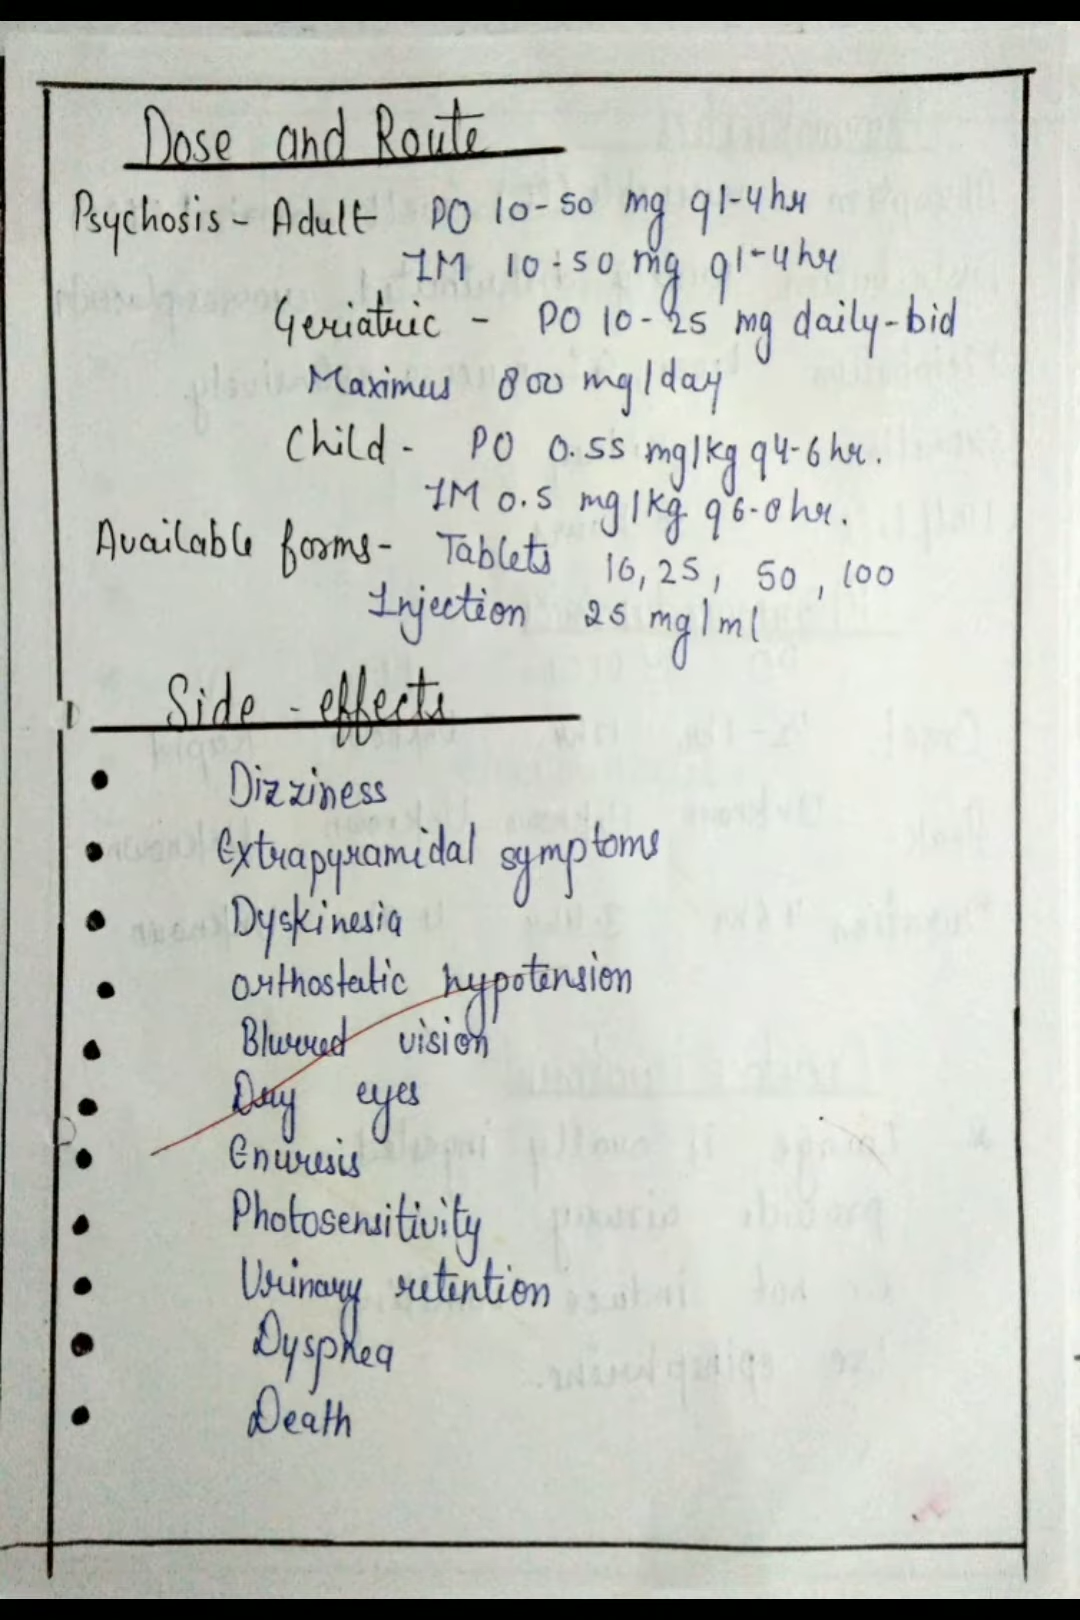 Dose and Route
Psychosis - Adult PO 10-50 mg q1-4hr
IM 10-50 mg q1-4hr
Geriatric - PO 10-25 mg daily-bid
Maximus 800 mg/day
Child - PO 0.55 mg/kg q4-6hr.
IM 0.5 mg/kg q6-8hr.
Available forms - Tablets 10, 25, 50, 100
Injection 25 mg/ml
Side-effects
• Dizziness
• Extrapyramidal symptoms
• Dyskinesia
• Orthostatic hypotension
• Blurred vision
• Dry eyes
• Enuresis
• Photosensitivity
• Urinary retention
• Dysphea
• Death